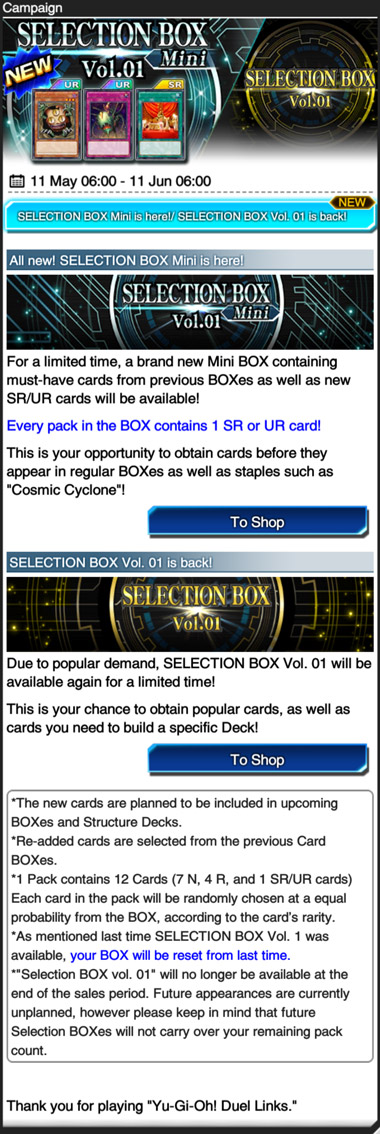 Campaign
SELECTION BOX
Mini
Vol.01
NEW
UR
UR
SR
SELECTION BOX
Vol.01
11 May 06:00 - 11 Jun 06:00
NEW
SELECTION BOX Mini is here!/ SELECTION BOX Vol. 01 is back!
All new! SELECTION BOX Mini is here!
SELECTION BOX
Vol.01 Mini
For a limited time, a brand new Mini BOX containing
must-have cards from previous BOXes as well as new
SR/UR cards will be available!
Every pack in the BOX contains 1 SR or UR card!
This is your opportunity to obtain cards before they
appear in regular BOXes as well as staples such as
"Cosmic Cyclone"!
To Shop
SELECTION BOX Vol. 01 is back!
SELECTION BOX
Vol.01
Due to popular demand, SELECTION BOX Vol. 01 will be
available again for a limited time!
This is your chance to obtain popular cards, as well as
cards you need to build a specific Deck!
To Shop
*The new cards are planned to be included in upcoming
BOXes and Structure Decks.
*Re-added cards are selected from the previous Card
BOXes.
*1 Pack contains 12 Cards (7 N, 4 R, and 1 SR/UR cards)
Each card in the pack will be randomly chosen at a equal
probability from the BOX, according to the card's rarity.
*As mentioned last time SELECTION BOX Vol. 1 was
available, your BOX will be reset from last time.
*"Selection BOX vol. 01" will no longer be available at the
end of the sales period. Future appearances are currently
unplanned, however please keep in mind that future
Selection BOXes will not carry over your remaining pack
count.
Thank you for playing "Yu-Gi-Oh! Duel Links."